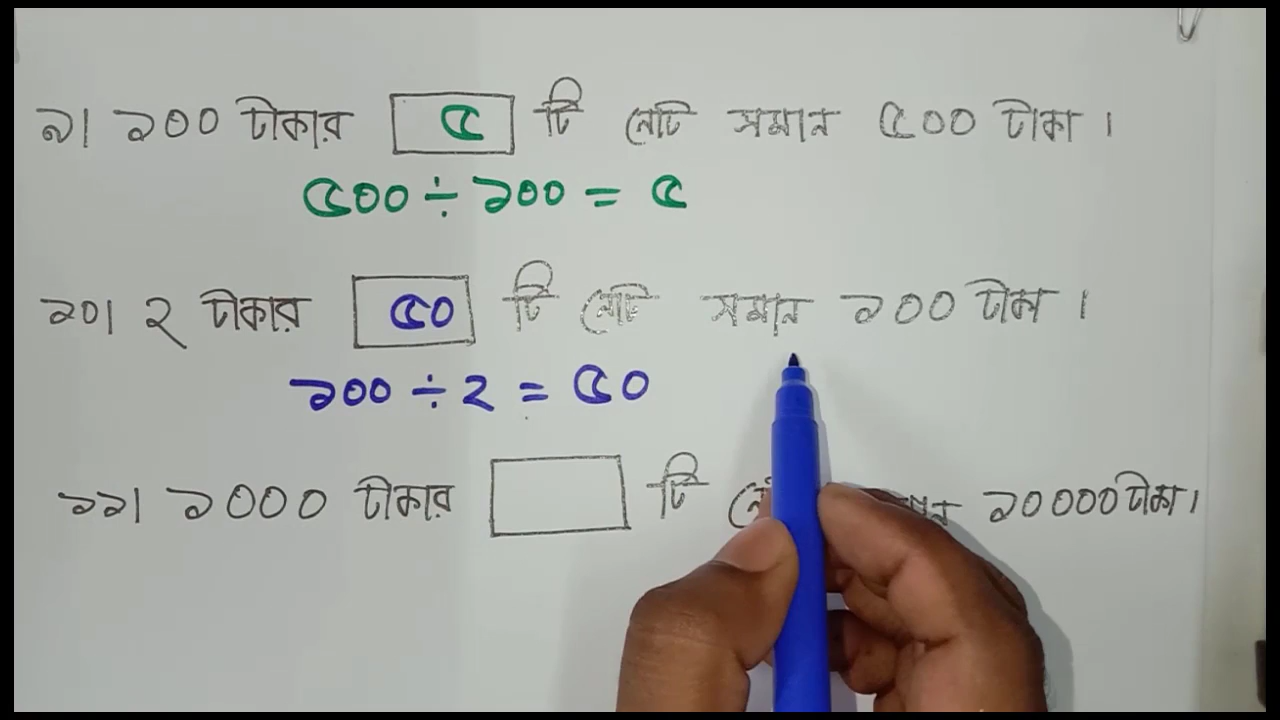 ৯। ১০০ টাকার ৫ টি নোট সমান ৫০০ টাকা।
৫০০ ÷ ১০০ = ৫
১০। ২ টাকার ৫০ টি নোট সমান ১০০ টাকা।
১০০ ÷ ২ = ৫০
১১। ১০০০ টাকার টি ১০০০০ টাকা।